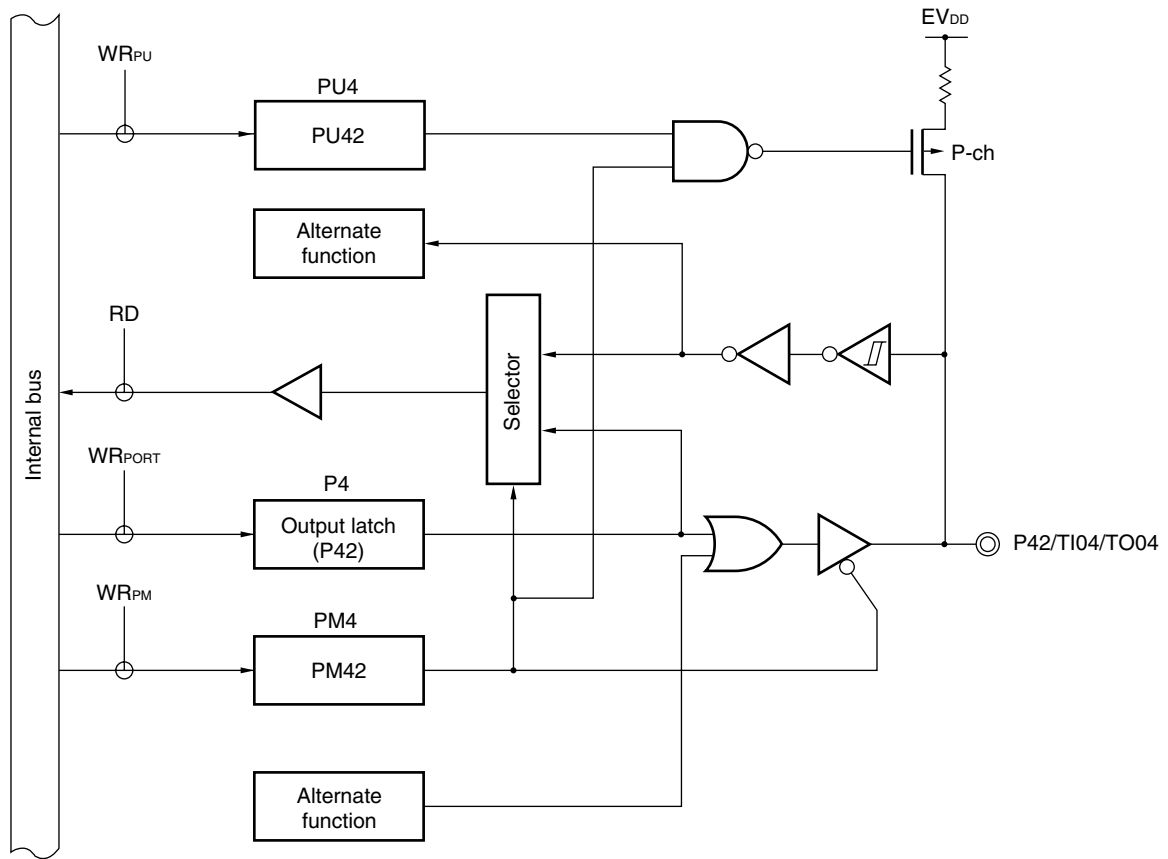 EVDD
WRPU
PU4
PU42
P-ch
Alternate
function
RD
Selector
Internal bus
WRPORT
P4
Output latch
(P42)
P42/TI04/TO04
WRPM
PM4
PM42
Alternate
function